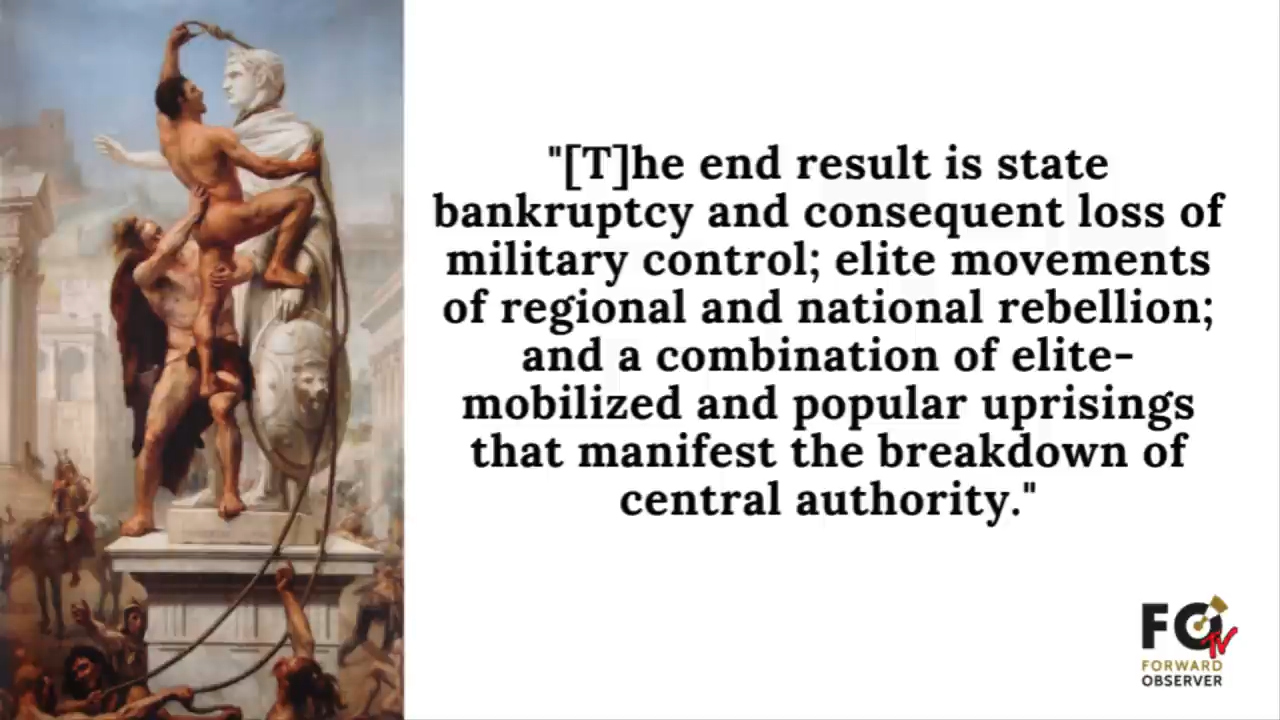 "[T]he end result is state
bankruptcy and consequent loss of
military control; elite movements
of regional and national rebellion;
and a combination of elite-
mobilized and popular uprisings
that manifest the breakdown of
central authority."
FO
TV
FORWARD
OBSERVER